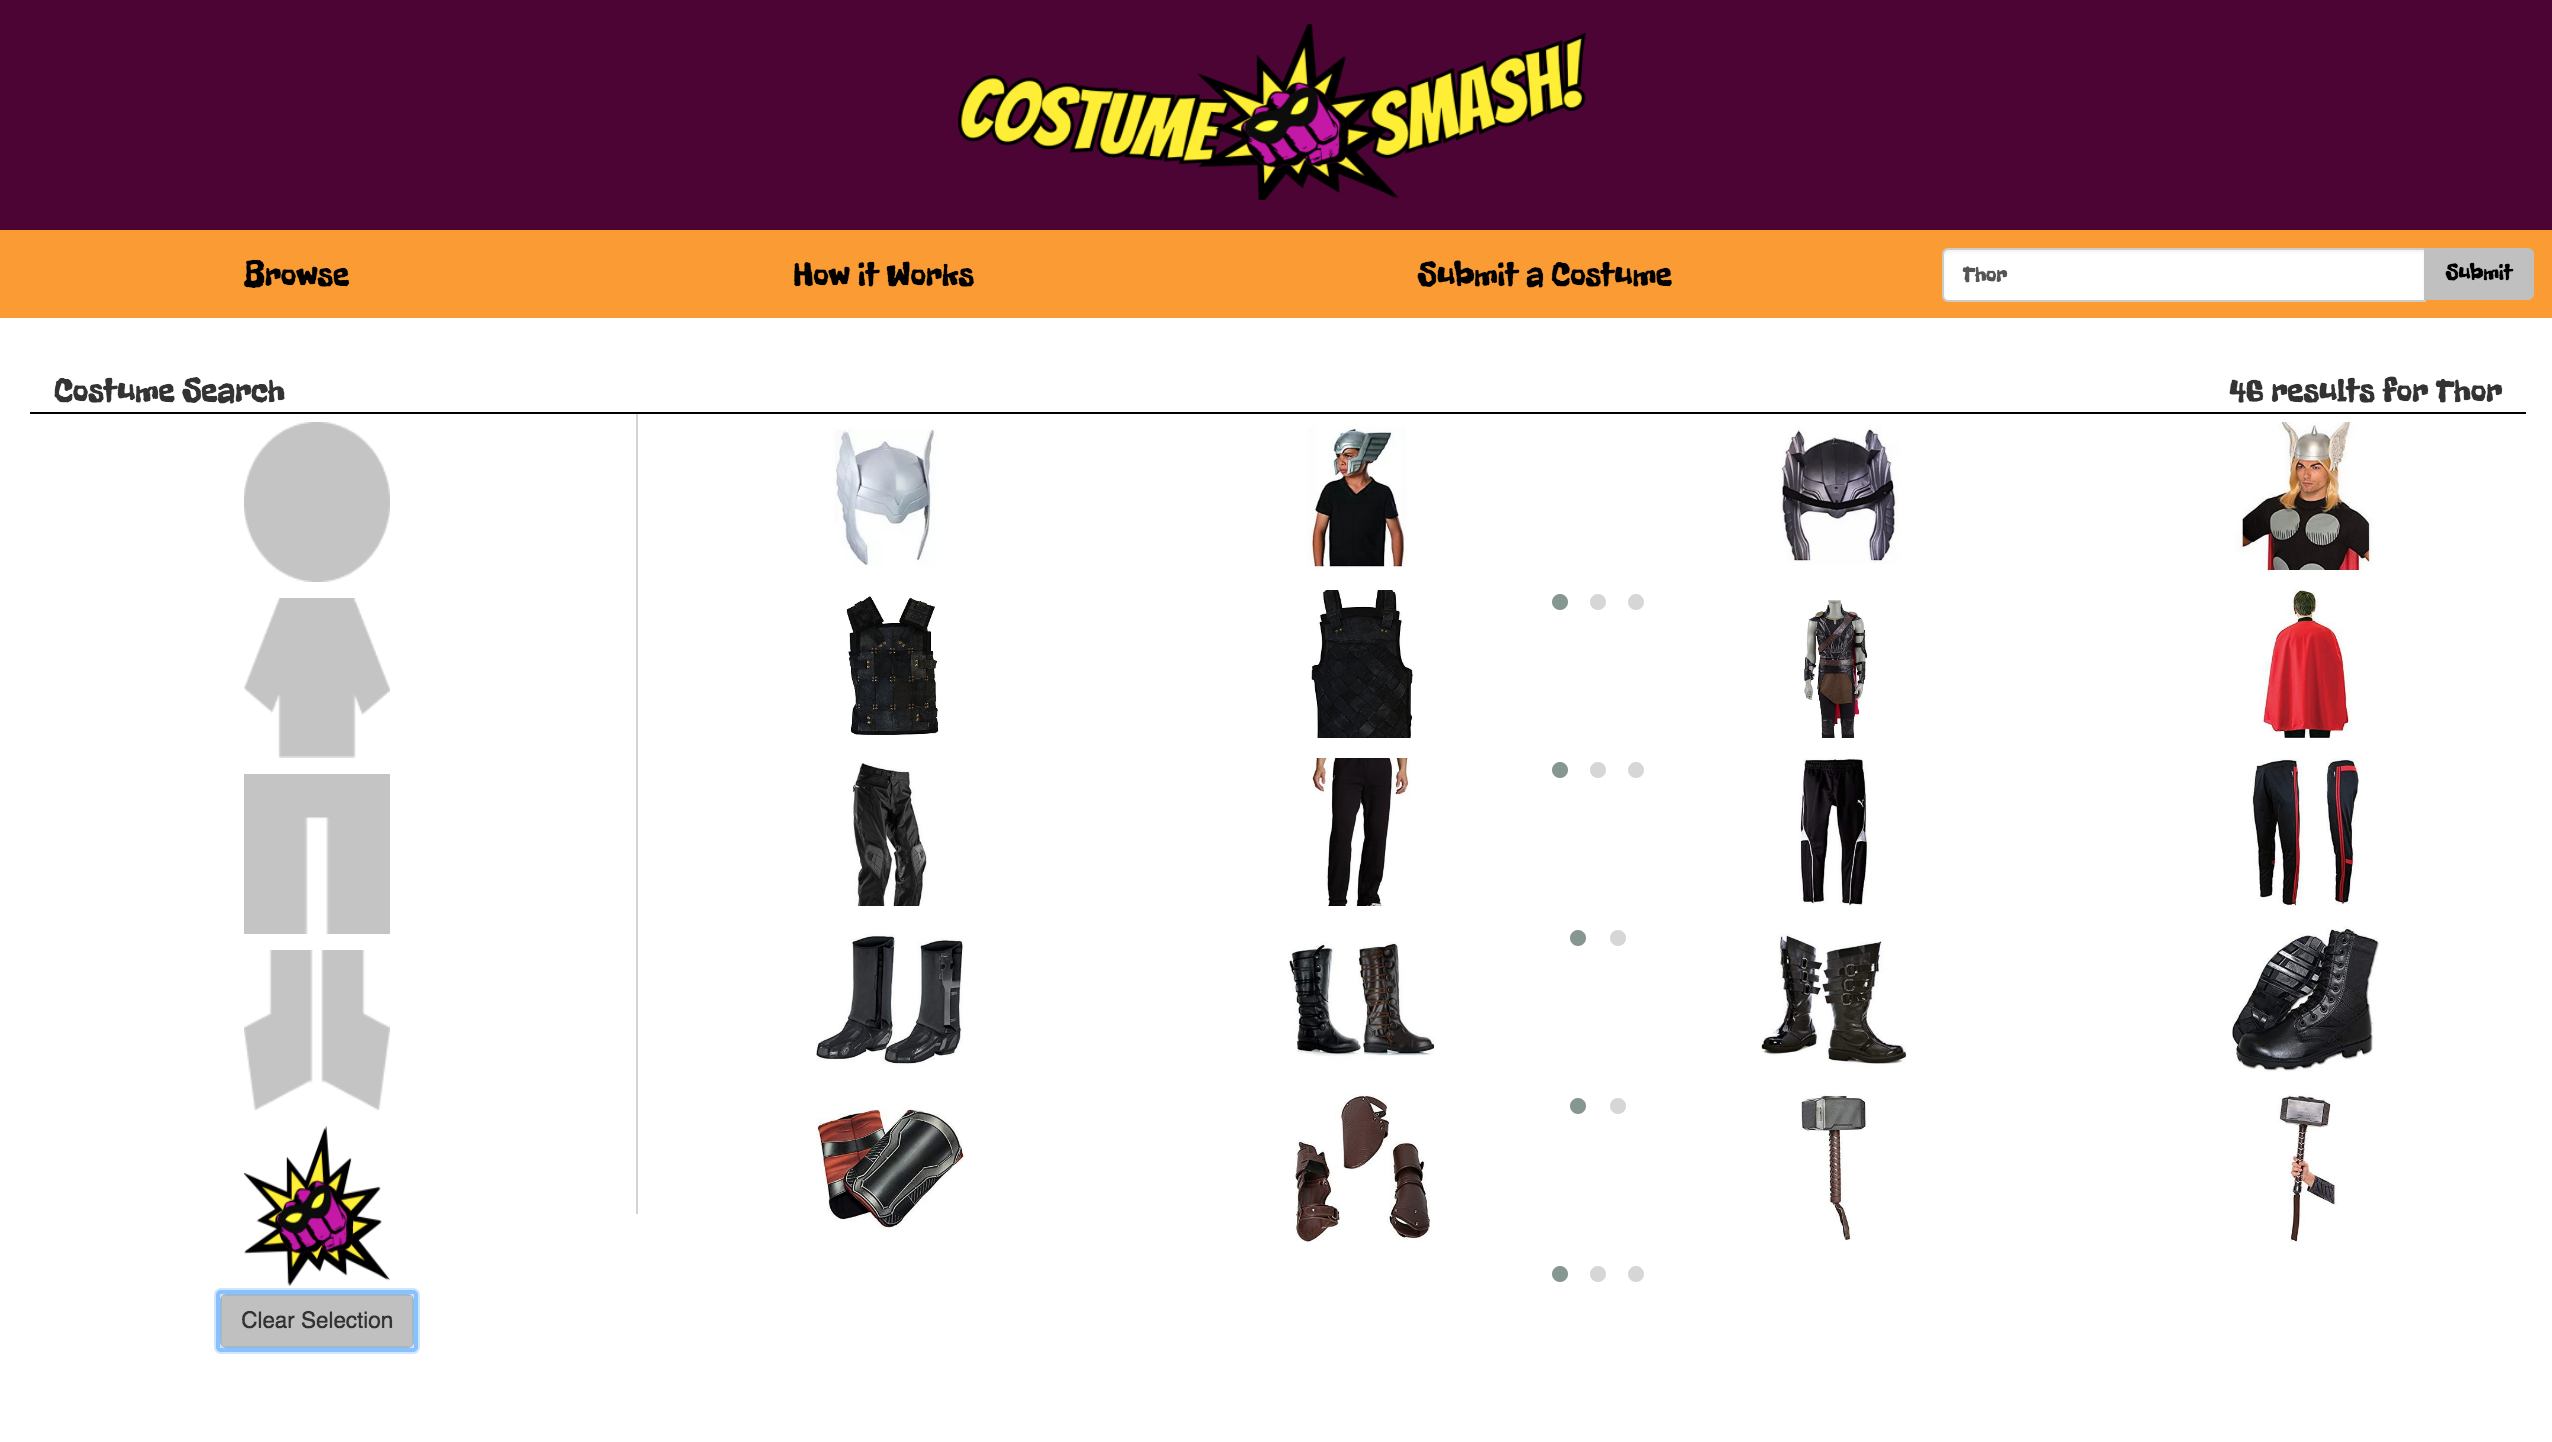 COSTUME SMASH!
Browse
How it Works
Submit a Costume
Thor
Submit
Costume Search
46 results for Thor
Clear Selection